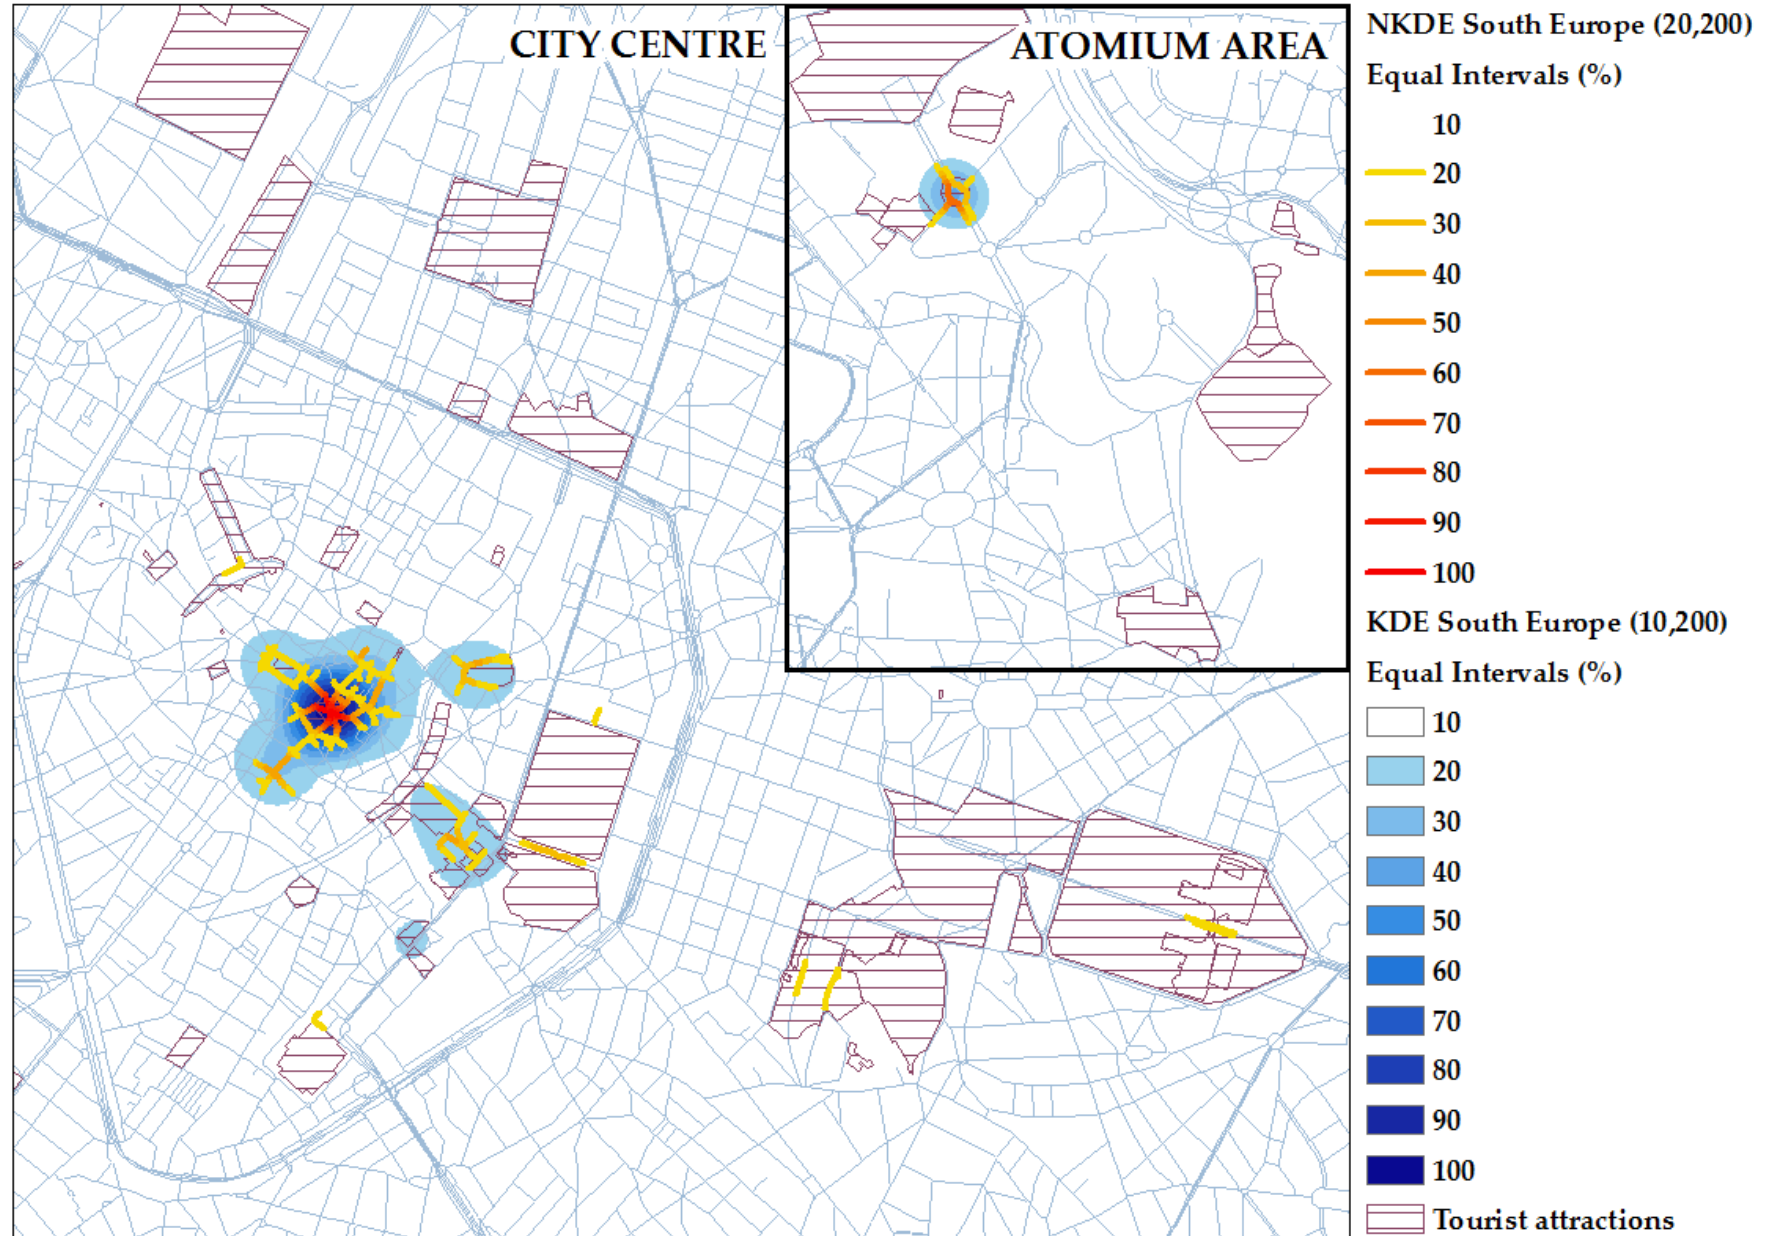 CITY CENTRE
ATOMIUM AREA
NKDE South Europe (20,200)
Equal Intervals (%)
10
20
30
40
50
60
70
80
90
100
KDE South Europe (10,200)
Equal Intervals (%)
10
20
30
40
50
60
70
80
90
100
Tourist attractions